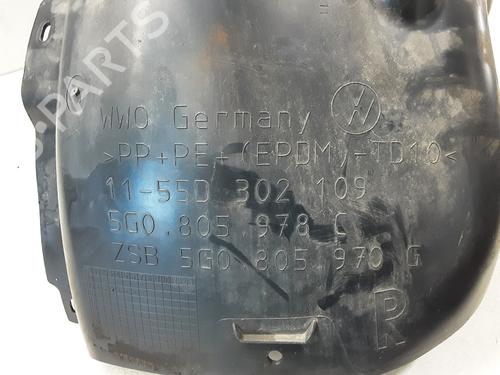 WWO Germany
>PP+PE+(EPDM)-TD10<
11-55D 302 109
5G0.805 978 C
ZSB 5G0.805 970 G
R